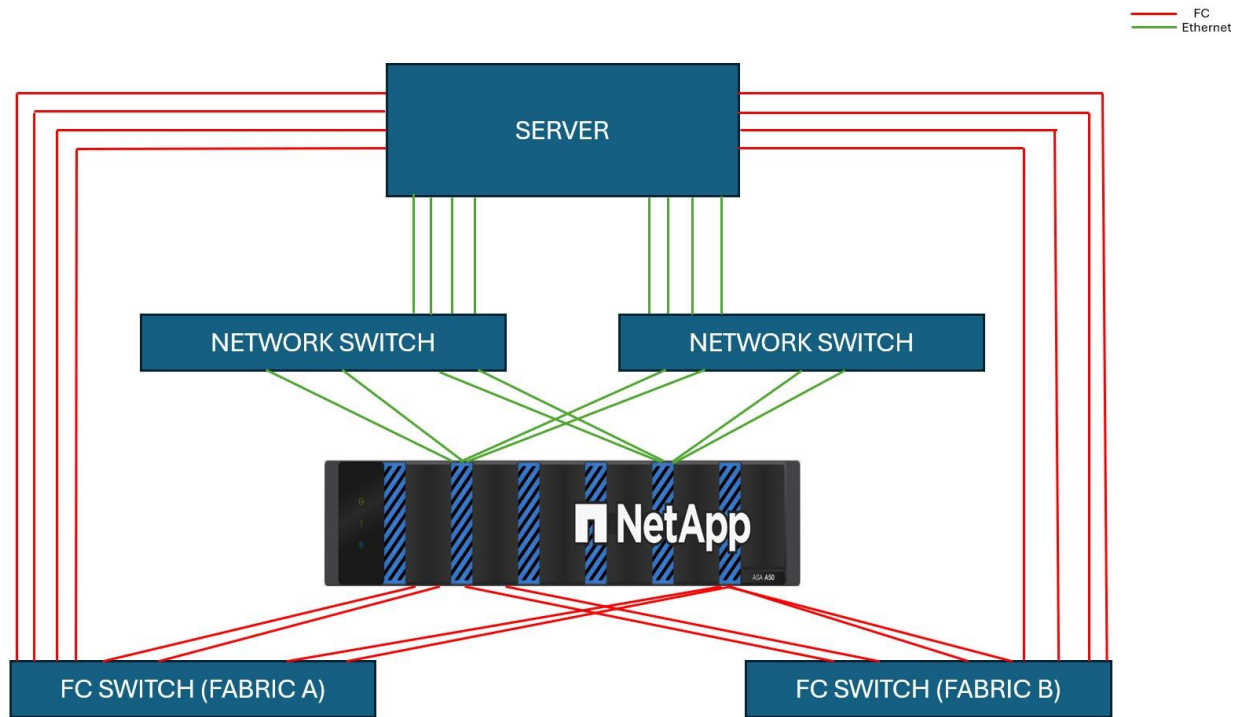 FC
Ethernet
SERVER
NETWORK SWITCH
NETWORK SWITCH
NetApp
ASA A50
FC SWITCH (FABRIC A)
FC SWITCH (FABRIC B)